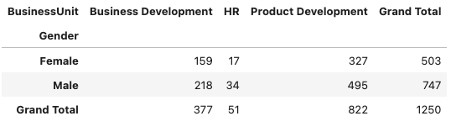 BusinessUnit Business Development HR Product Development Grand Total
Gender
Female 159 17 327 503
Male 218 34 495 747
Grand Total 377 51 822 1250